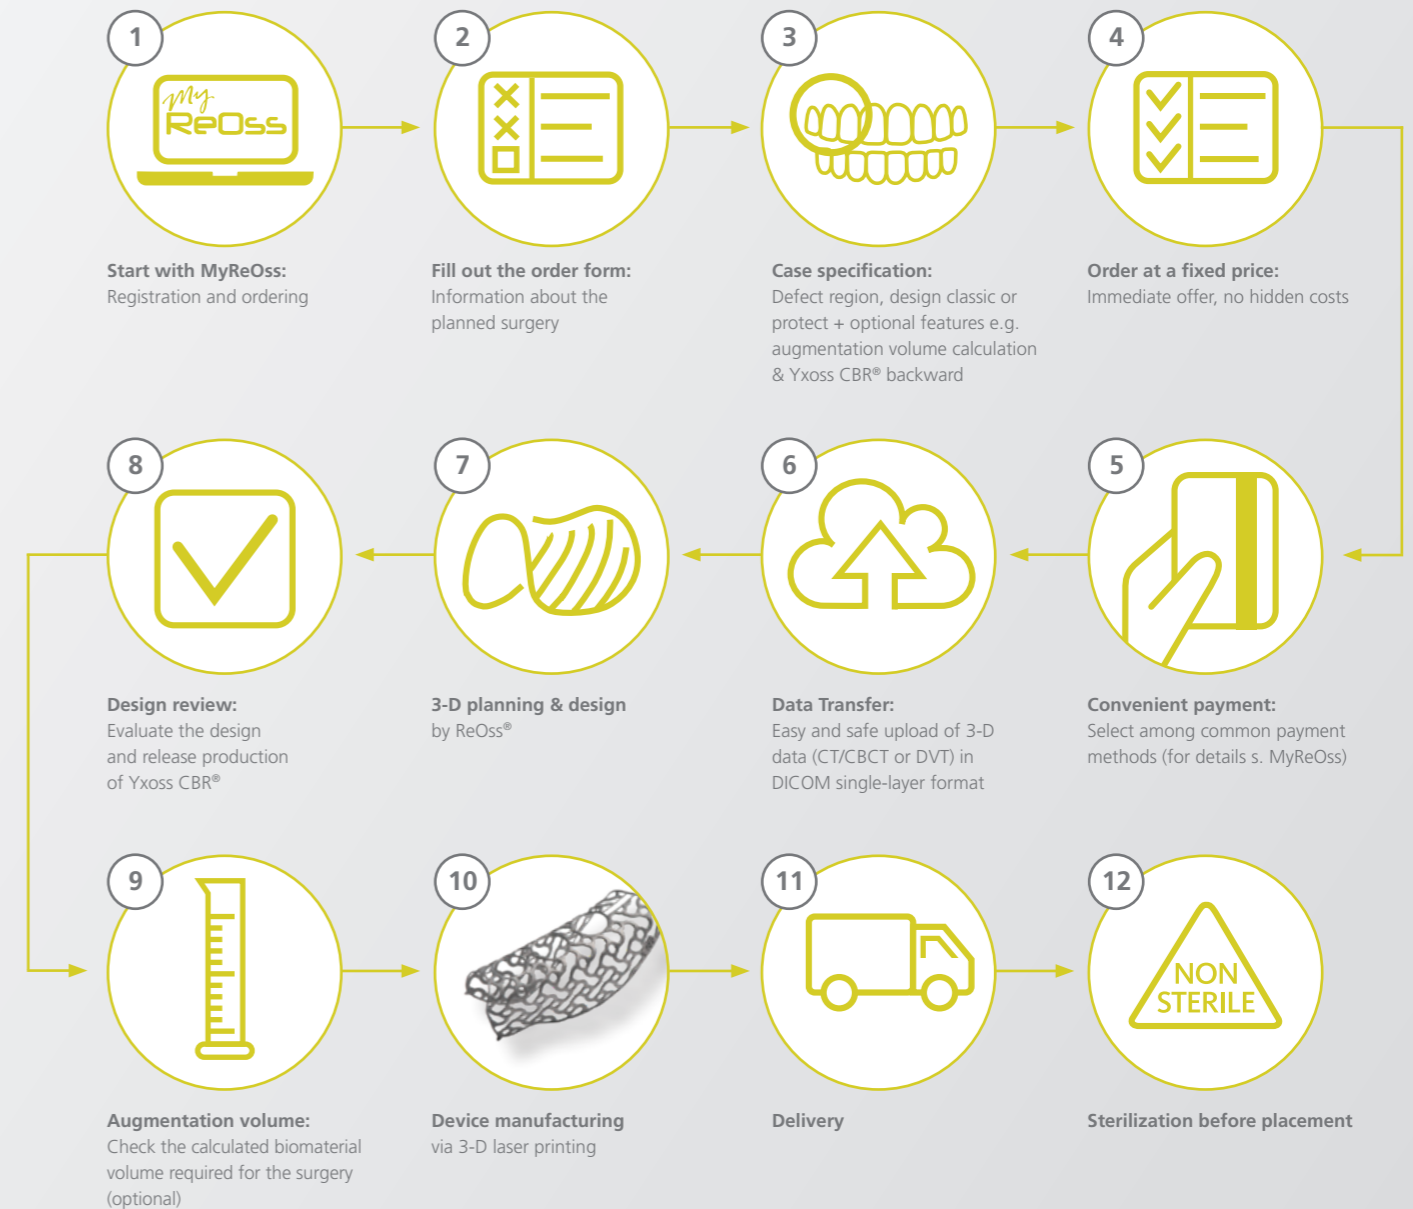 1
My
ReOss
Start with MyReOss:
Registration and ordering
2
Fill out the order form:
Information about the
planned surgery
3
Case specification:
Defect region, design classic or
protect + optional features e.g.
augmentation volume calculation
& Yxoss CBR® backward
4
Order at a fixed price:
Immediate offer, no hidden costs
5
Convenient payment:
Select among common payment
methods (for details s. MyReOss)
6
Data Transfer:
Easy and safe upload of 3-D
data (CT/CBCT or DVT) in
DICOM single-layer format
7
3-D planning & design
by ReOss®
8
Design review:
Evaluate the design
and release production
of Yxoss CBR®
9
Augmentation volume:
Check the calculated biomaterial
volume required for the surgery
(optional)
10
Device manufacturing
via 3-D laser printing
11
Delivery
12
NON
STERILE
Sterilization before placement